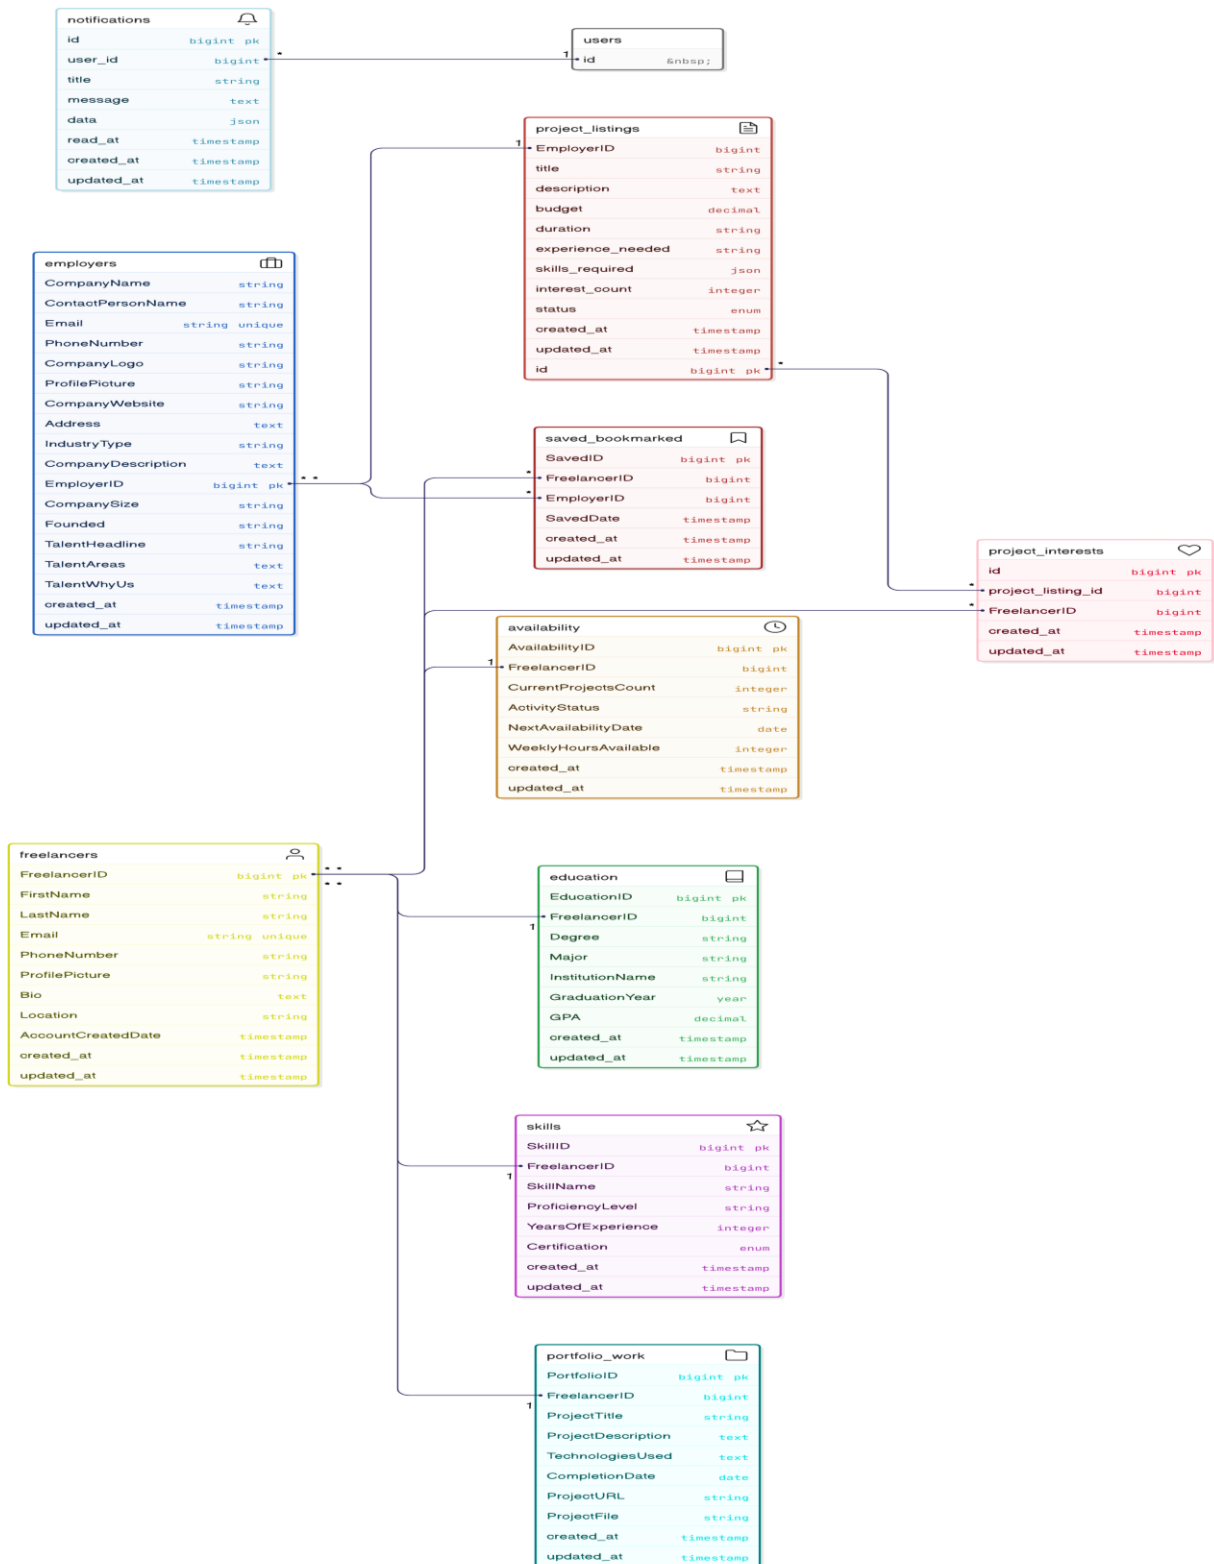 notifications
id bigint pk
user_id bigint
title string
message text
data json
read_at timestamp
created_at timestamp
updated_at timestamp
*
1
users
id &nbsp;
project_listings
1
EmployerID bigint
title string
description text
budget decimal
duration string
experience_needed string
skills_required json
interest_count integer
status enum
created_at timestamp
updated_at timestamp
id bigint pk
*
employers
CompanyName string
ContactPersonName string
Email string unique
PhoneNumber string
CompanyLogo string
ProfilePicture string
CompanyWebsite string
Address text
IndustryType string
CompanyDescription text
EmployerID bigint pk
* *
CompanySize string
Founded string
TalentHeadline string
TalentAreas text
TalentWhyUs text
created_at timestamp
updated_at timestamp
saved_bookmarked
SavedID bigint pk
*
FreelancerID bigint
*
EmployerID bigint
SavedDate timestamp
created_at timestamp
updated_at timestamp
project_interests
id bigint pk
*
project_listing_id bigint
*
FreelancerID bigint
created_at timestamp
updated_at timestamp
availability
AvailabilityID bigint pk
1
FreelancerID bigint
CurrentProjectsCount integer
ActivityStatus string
NextAvailabilityDate date
WeeklyHoursAvailable integer
created_at timestamp
updated_at timestamp
freelancers
FreelancerID bigint pk
* *
* *
FirstName string
LastName string
Email string unique
PhoneNumber string
ProfilePicture string
Bio text
Location string
AccountCreatedDate timestamp
created_at timestamp
updated_at timestamp
education
EducationID bigint pk
FreelancerID bigint
1
Degree string
Major string
InstitutionName string
GraduationYear year
GPA decimal
created_at timestamp
updated_at timestamp
skills
SkillID bigint pk
FreelancerID bigint
1
SkillName string
ProficiencyLevel string
YearsOfExperience integer
Certification enum
created_at timestamp
updated_at timestamp
portfolio_work
PortfolioID bigint pk
FreelancerID bigint
1
ProjectTitle string
ProjectDescription text
TechnologiesUsed text
CompletionDate date
ProjectURL string
ProjectFile string
created_at timestamp
updated_at timestamp